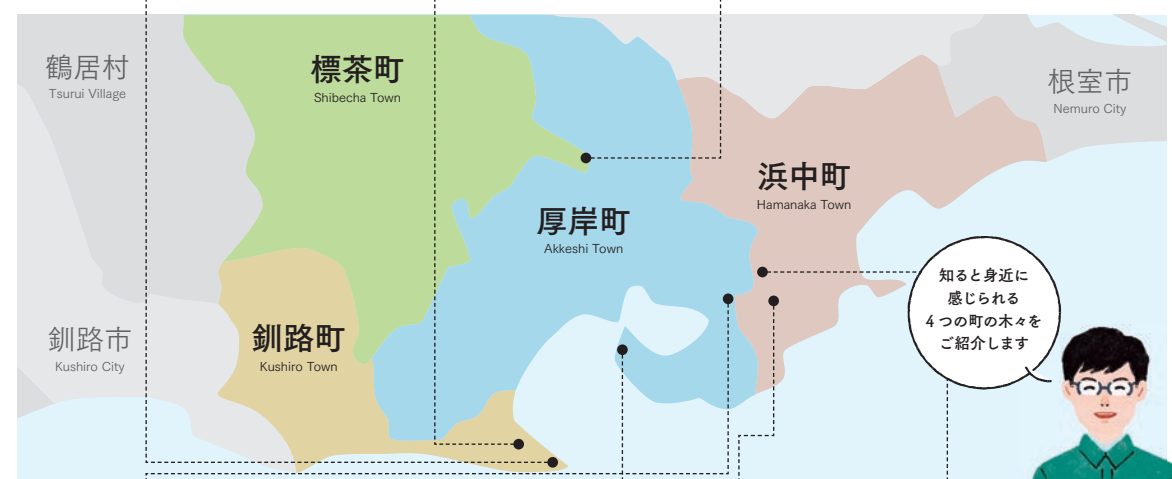 鶴居村
Tsurui Village
標茶町
Shibecha Town
根室市
Nemuro City
浜中町
Hamanaka Town
厚岸町
Akkeshi Town
釧路市
Kushiro City
釧路町
Kushiro Town
知ると身近に
感じられる
4つの町の木々を
ご紹介します